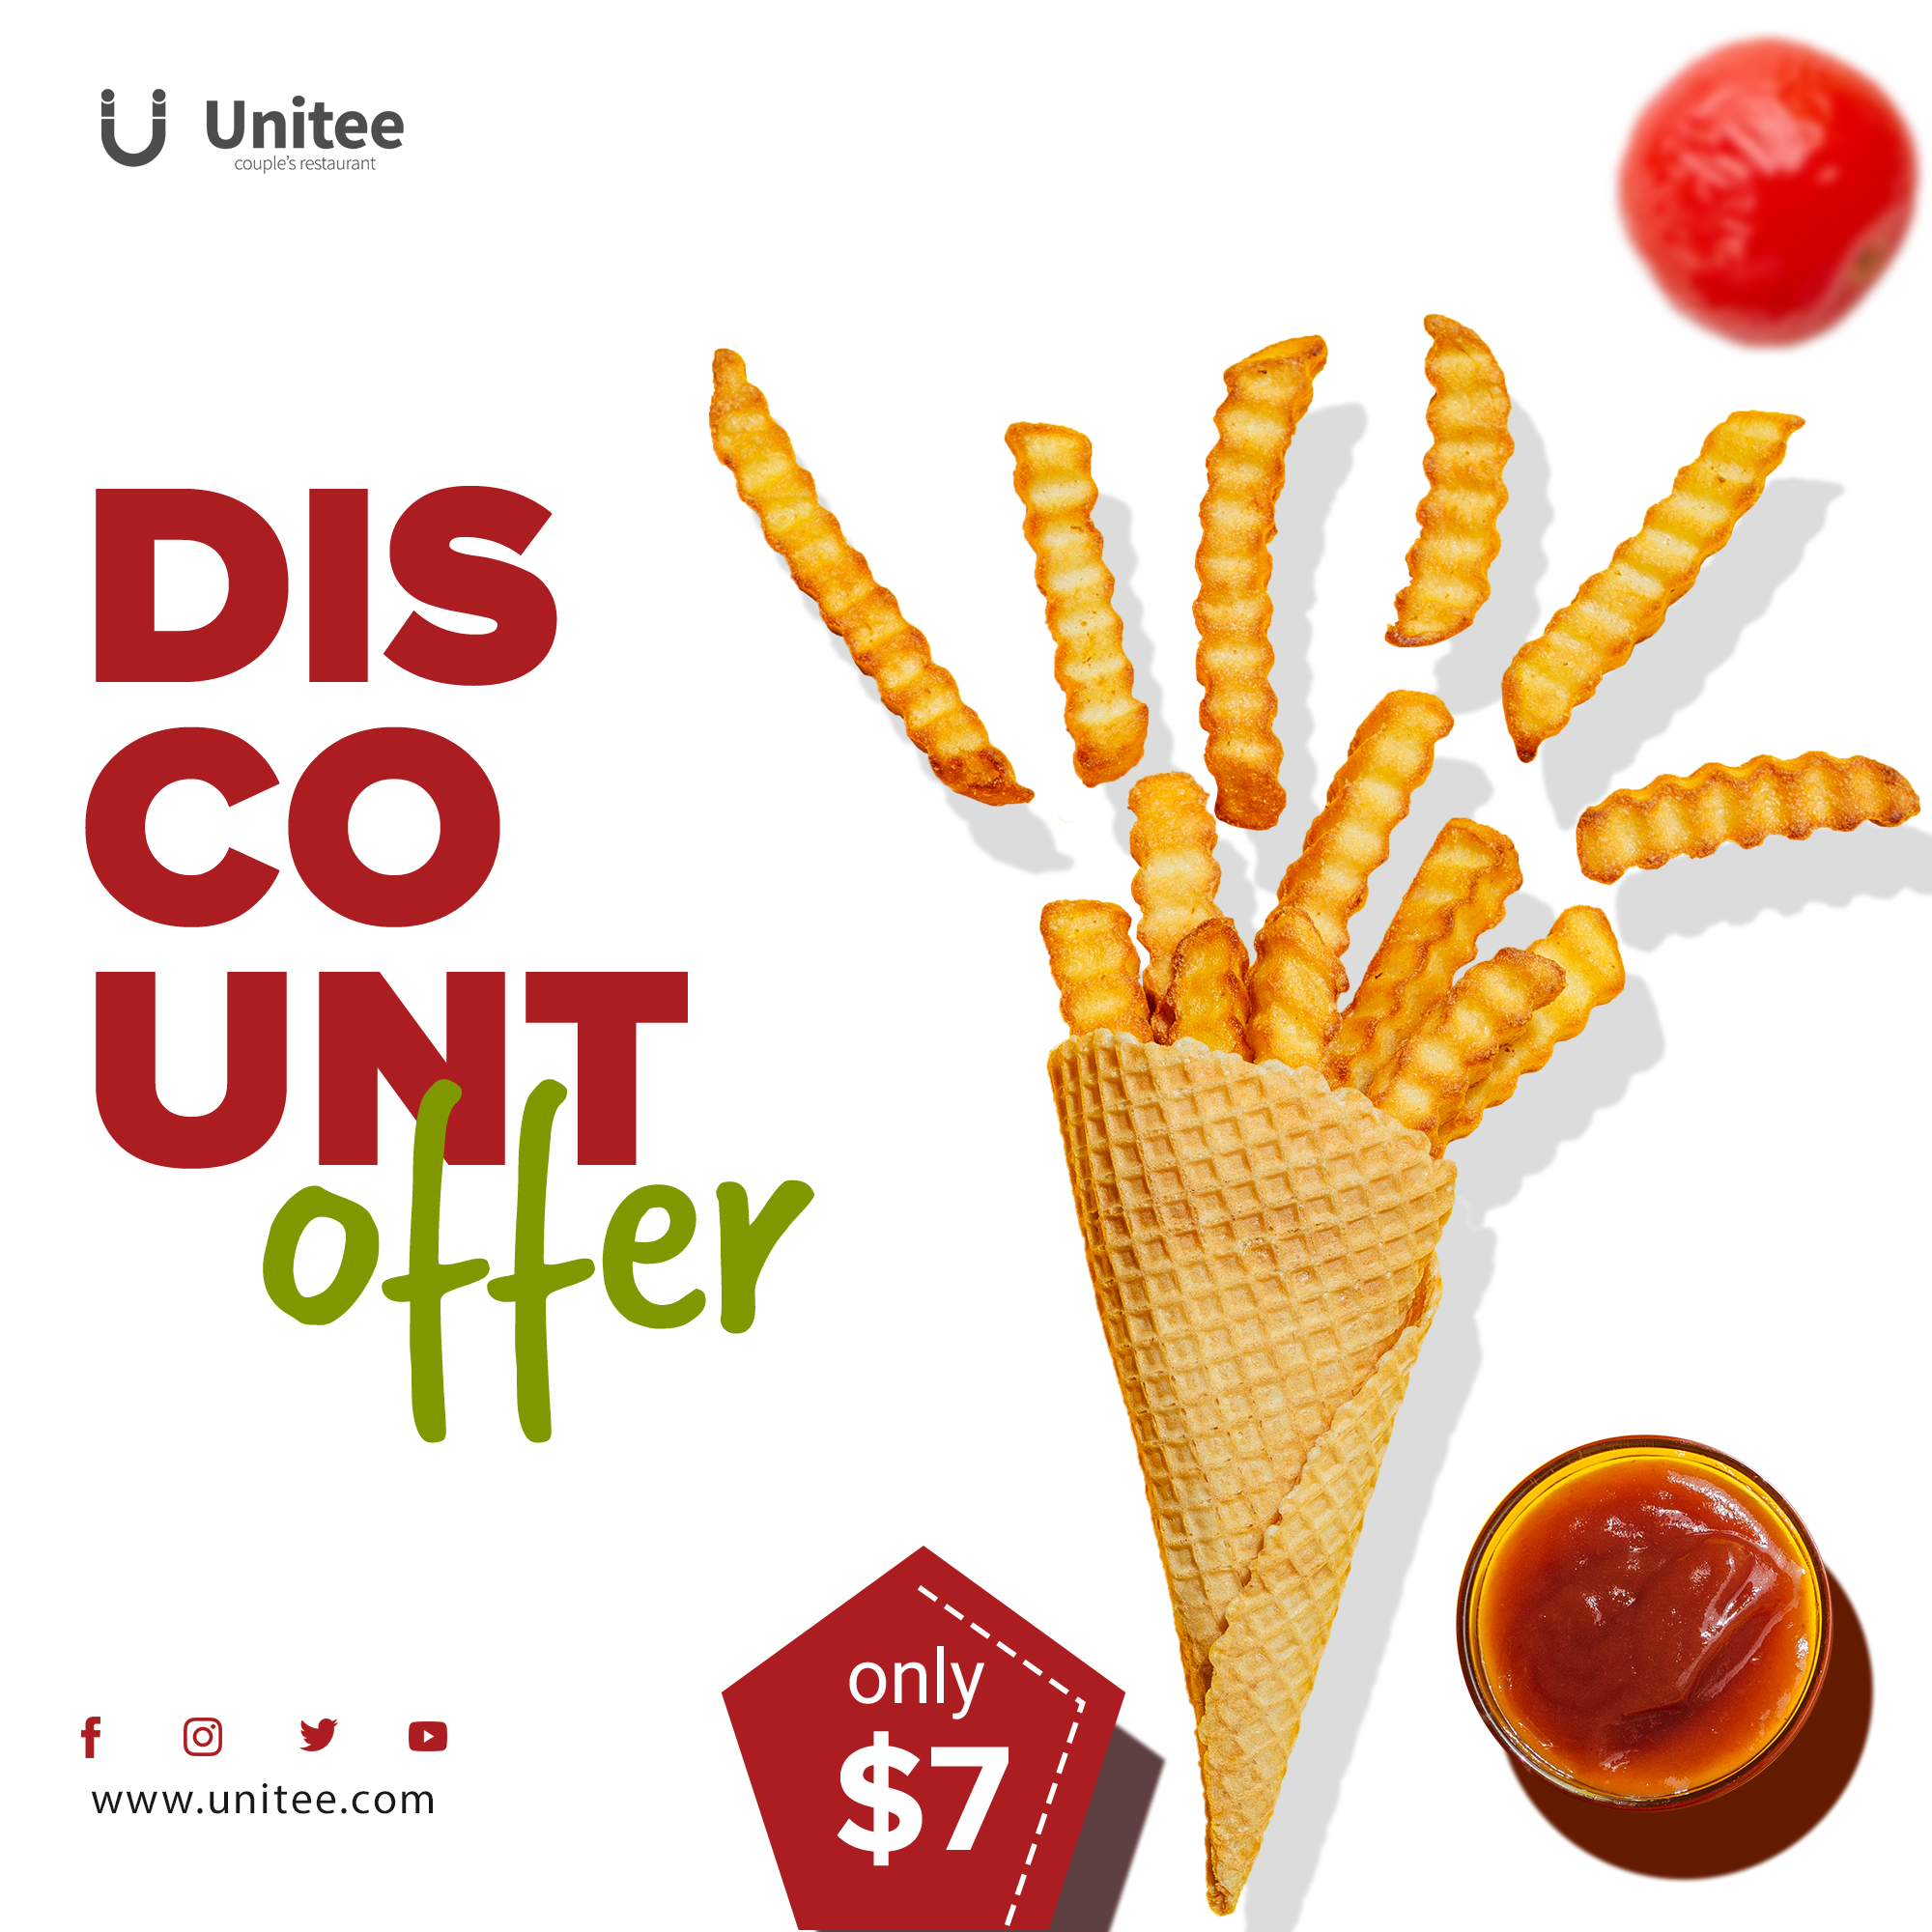 Unitee
couple's restaurant
DIS
CO
UNT
offer
only
$7
www.unitee.com